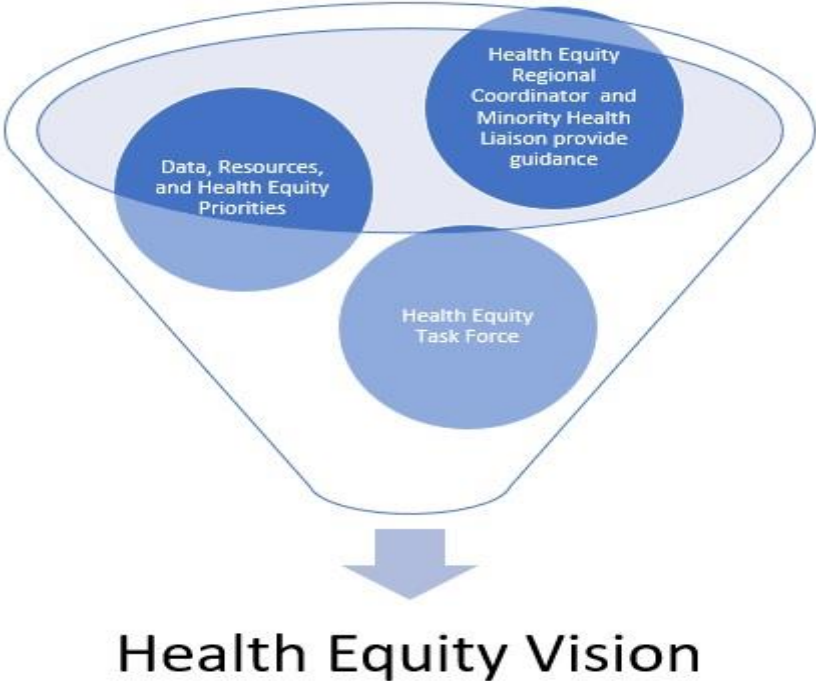 Health Equity
Regional
Coordinator and
Minority Health
Liaison provide
guidance
Data, Resources,
and Health Equity
Priorities
Health Equity
Task Force
Health Equity Vision